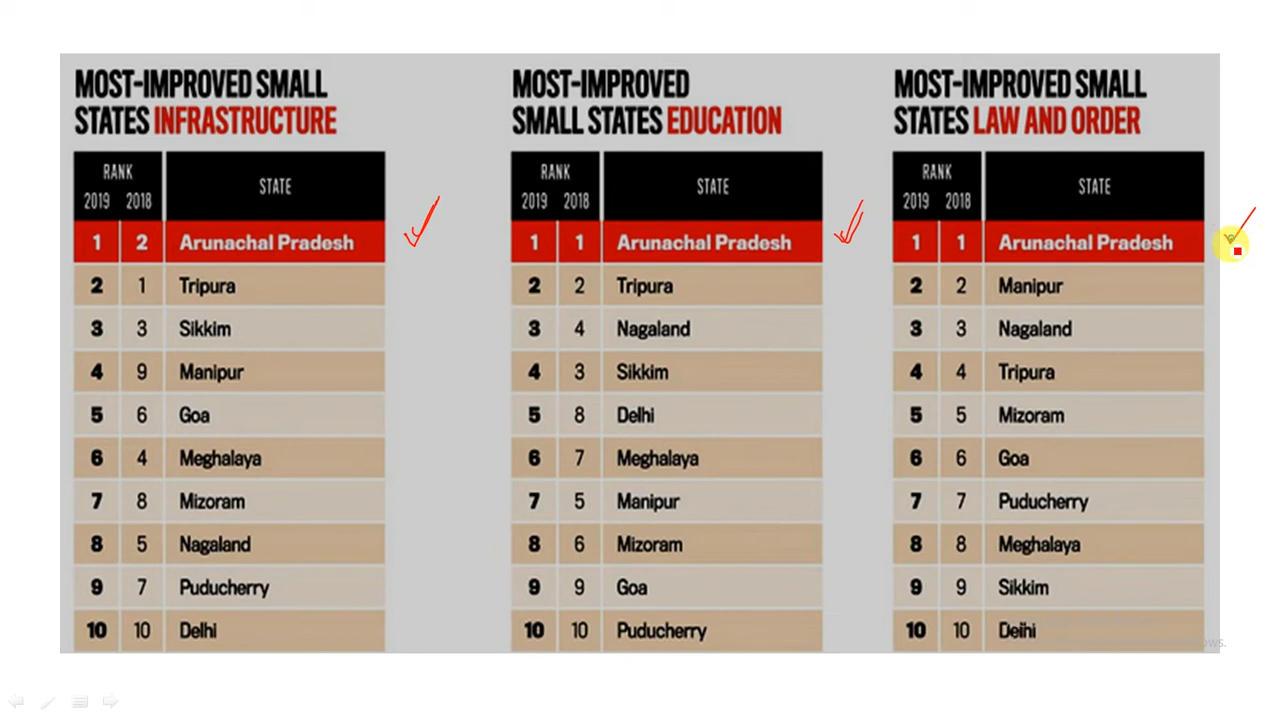 MOST-IMPROVED SMALL
STATES INFRASTRUCTURE
RANK
2019 2018 STATE
1 2 Arunachal Pradesh
2 1 Tripura
3 3 Sikkim
4 9 Manipur
5 6 Goa
6 4 Meghalaya
7 8 Mizoram
8 5 Nagaland
9 7 Puducherry
10 10 Delhi
MOST-IMPROVED
SMALL STATES EDUCATION
RANK
2019 2018 STATE
1 1 Arunachal Pradesh
2 2 Tripura
3 4 Nagaland
4 3 Sikkim
5 8 Delhi
6 7 Meghalaya
7 5 Manipur
8 6 Mizoram
9 9 Goa
10 10 Puducherry
MOST-IMPROVED SMALL
STATES LAW AND ORDER
RANK
2019 2018 STATE
1 1 Arunachal Pradesh
2 2 Manipur
3 3 Nagaland
4 4 Tripura
5 5 Mizoram
6 6 Goa
7 7 Puducherry
8 8 Meghalaya
9 9 Sikkim
10 10 Delhi